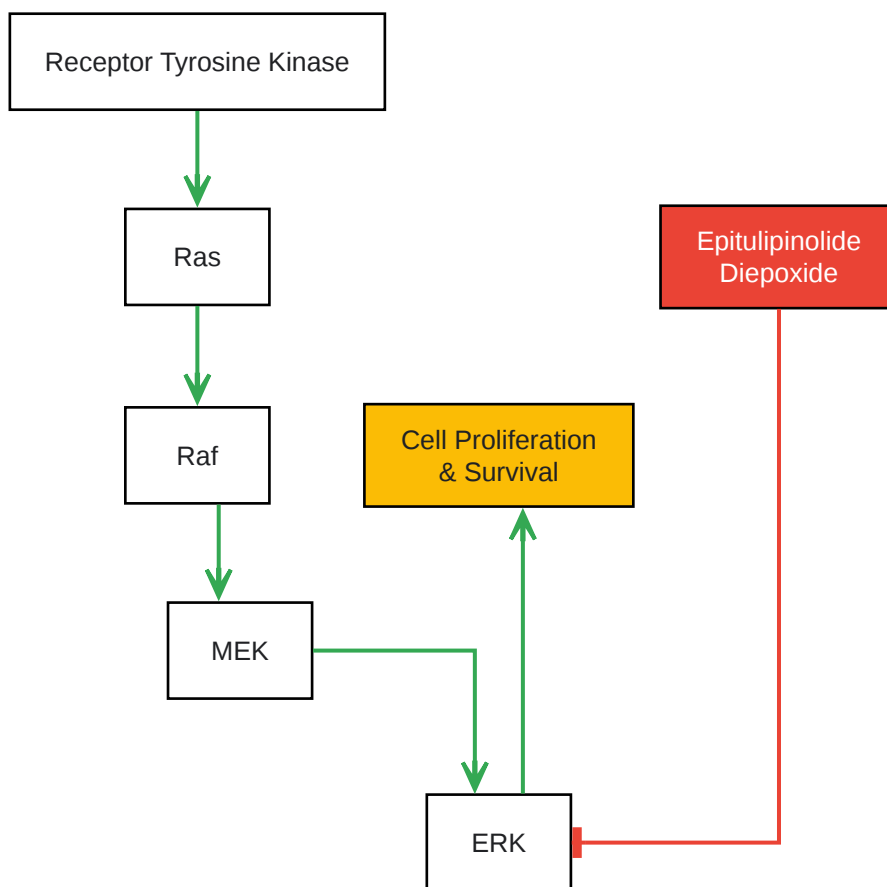 Receptor Tyrosine Kinase
Ras
Epitulipinolide
Diepoxide
Raf
Cell Proliferation
& Survival
MEK
ERK